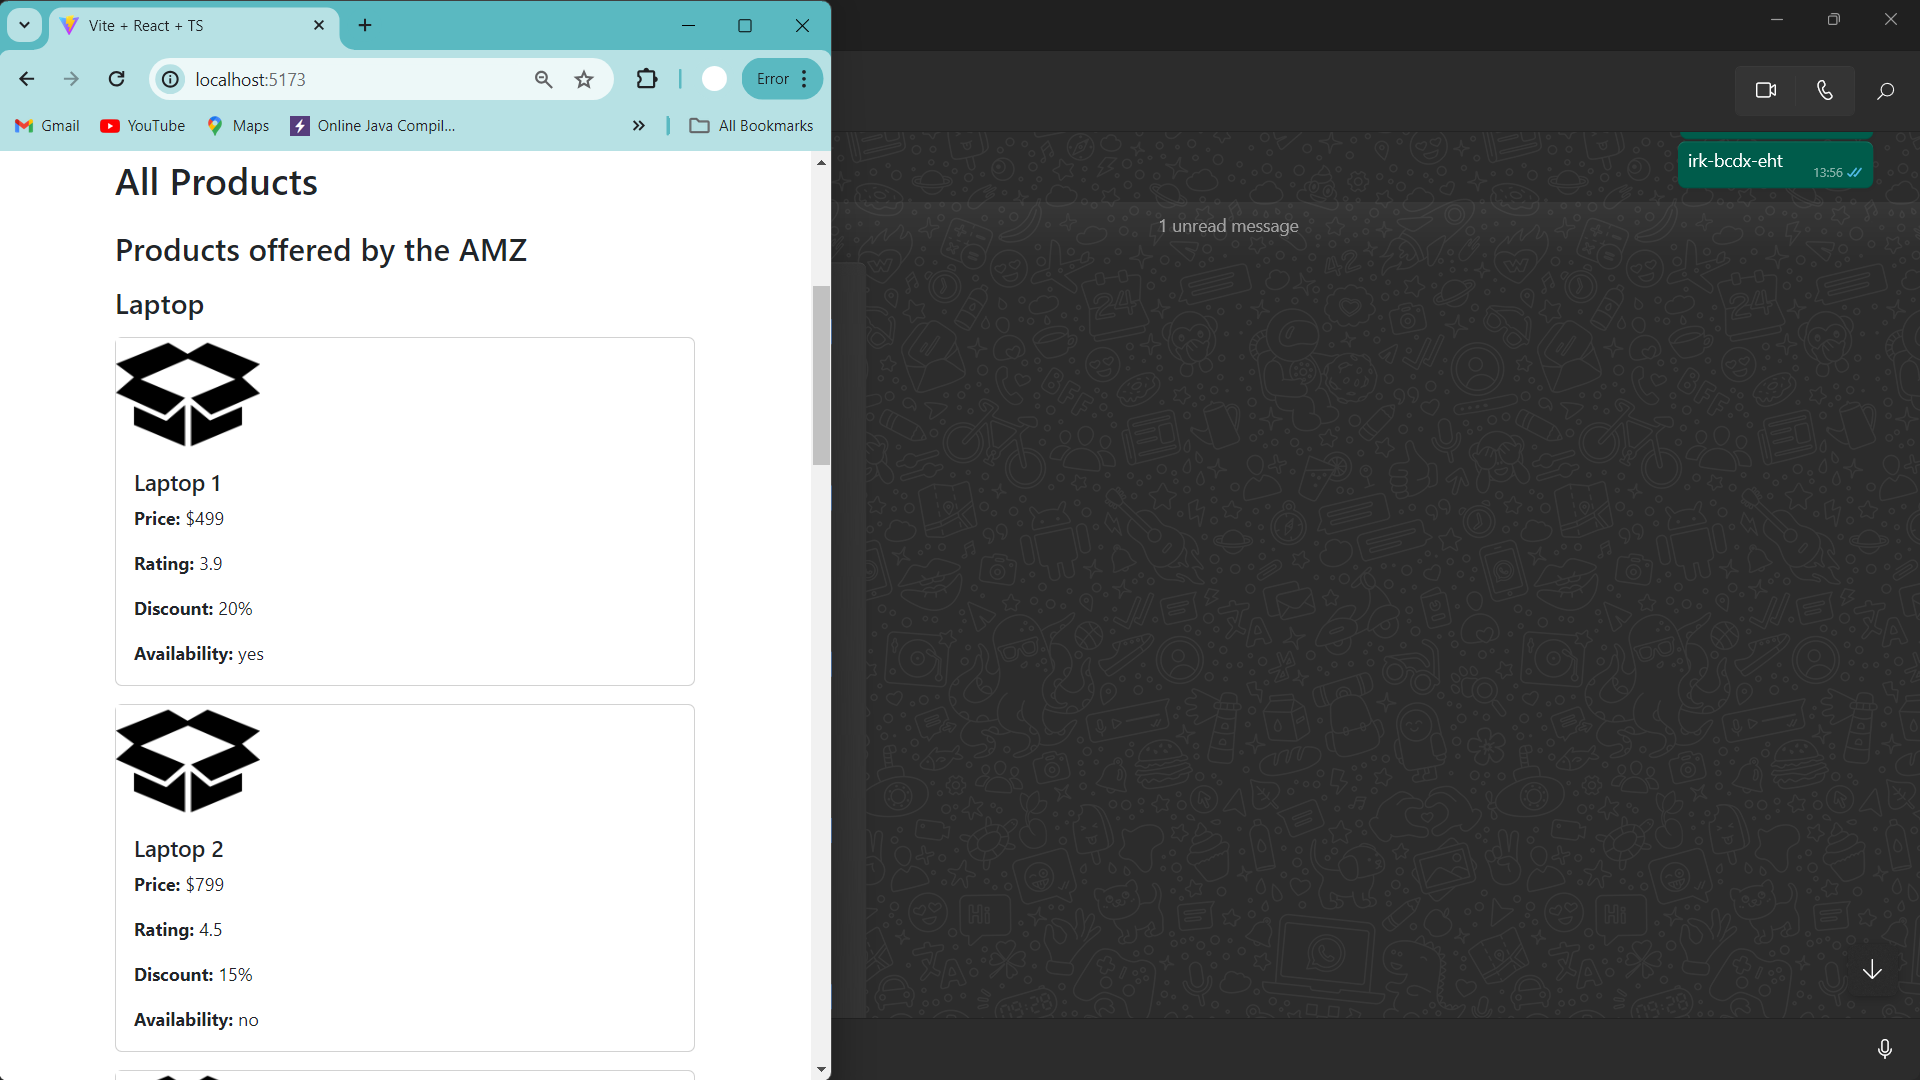 Vite + React + TS
localhost:5173
Error
Gmail
YouTube
Maps
Online Java Compil...
All Bookmarks
All Products
Products offered by the AMZ
Laptop
Laptop 1
Price: $499
Rating: 3.9
Discount: 20%
Availability: yes
Laptop 2
Price: $799
Rating: 4.5
Discount: 15%
Availability: no
irk-bcdx-eht
13:56
1 unread message